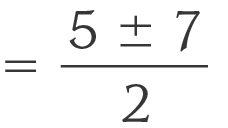 = (5 ± 7) / 2